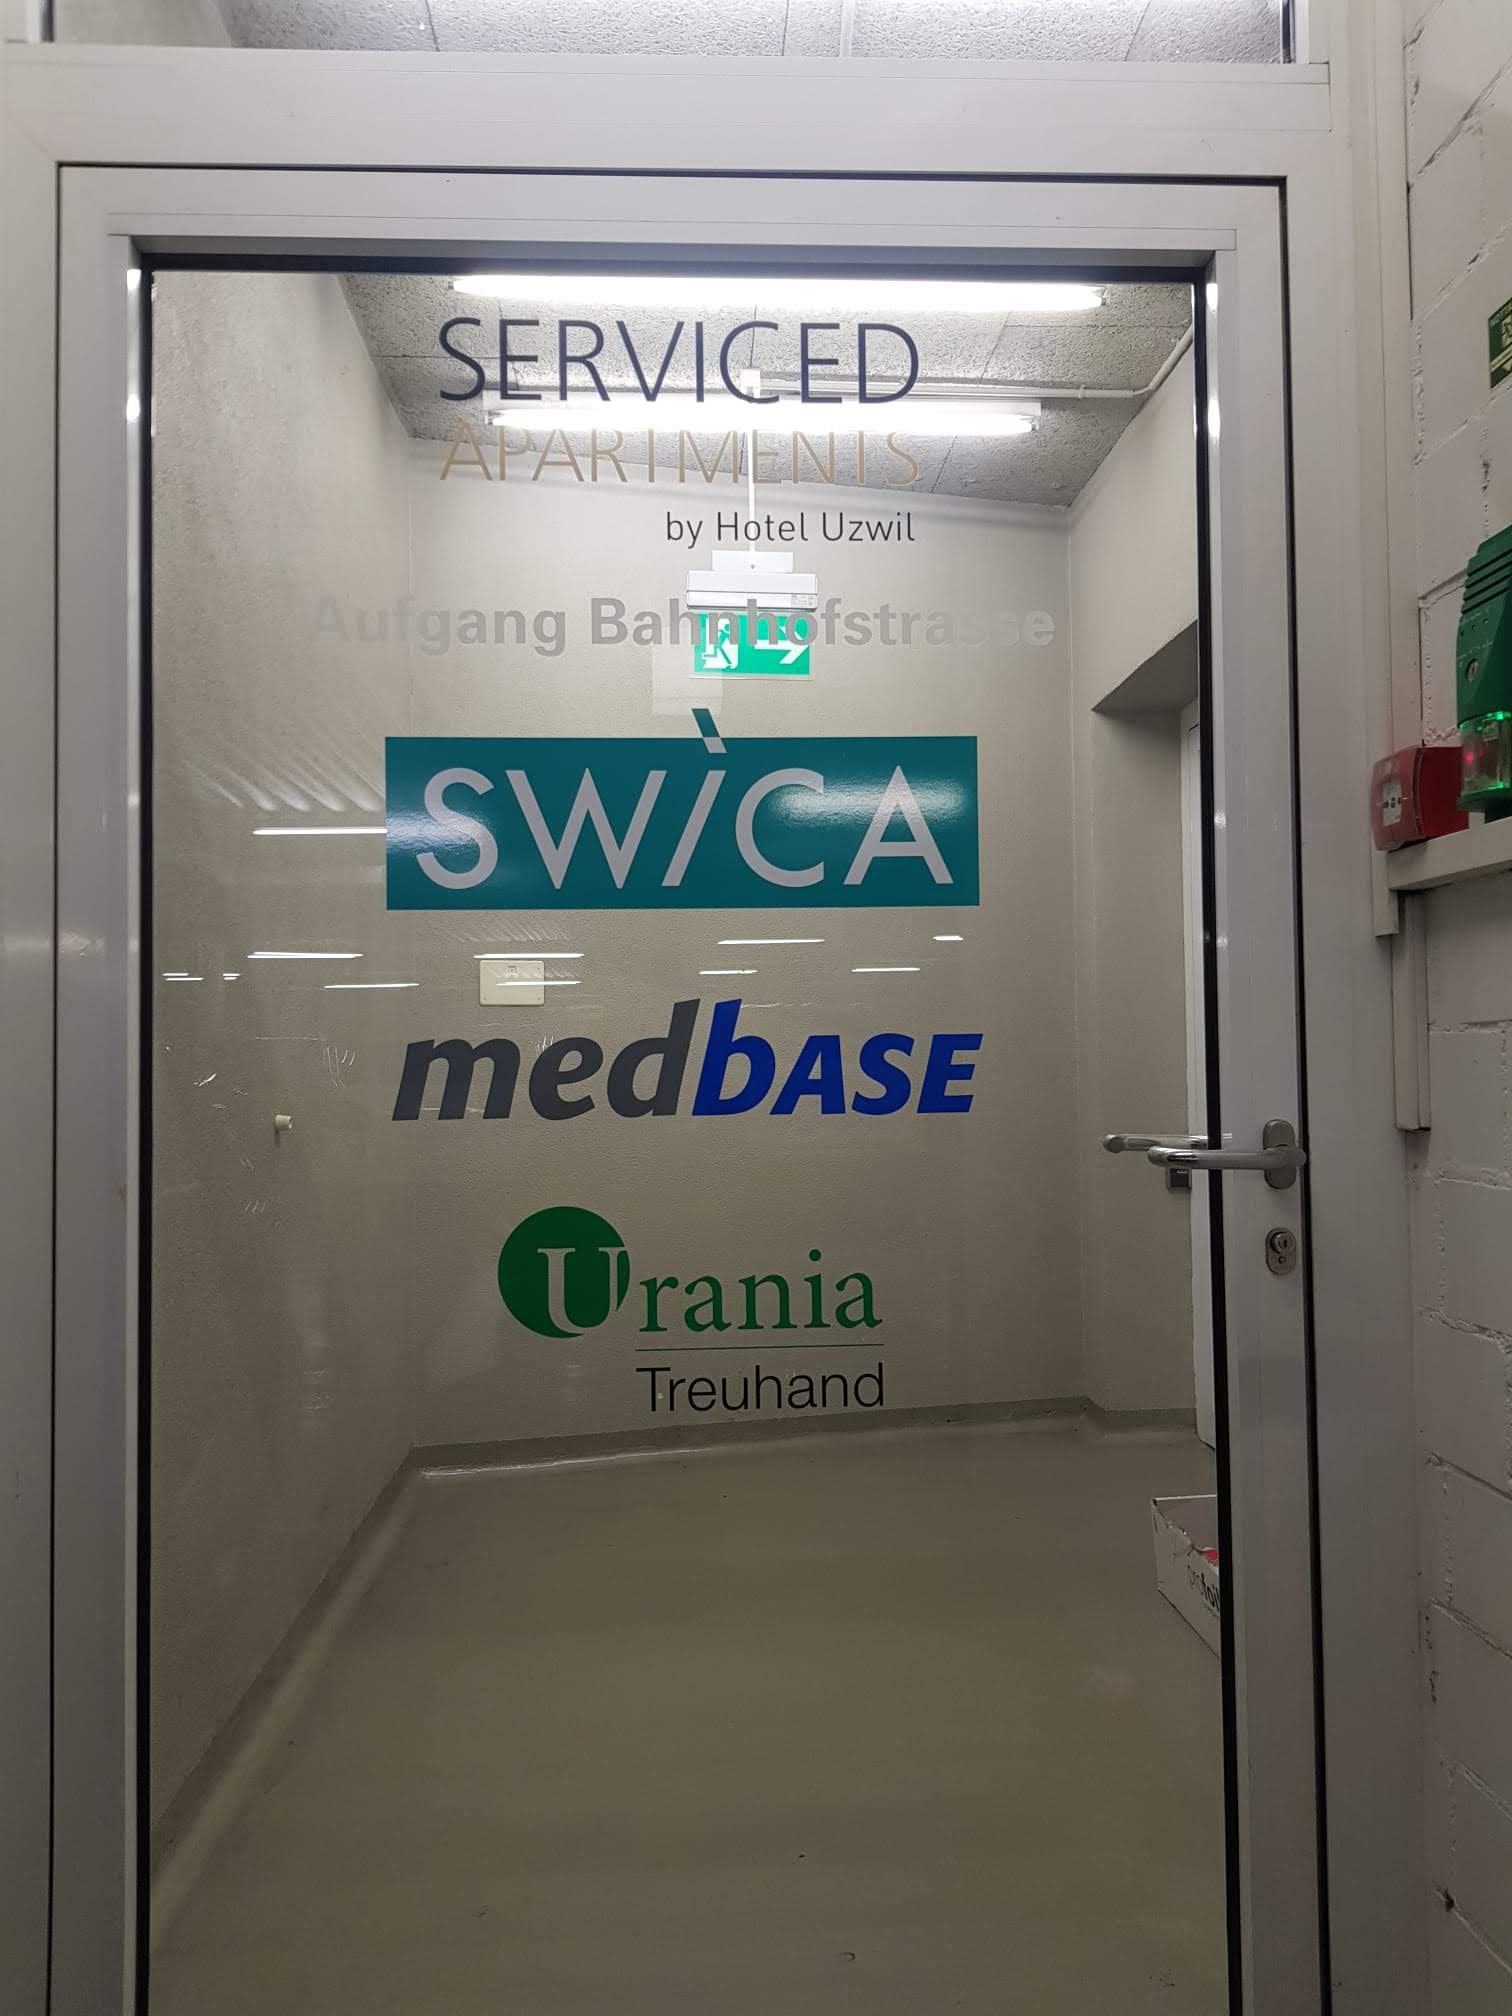 SERVICED
APARTMENTS
by Hotel Uzwil
Aufgang Bahnhofstrasse
SWiCA
medbASE
Urania
Treuhand